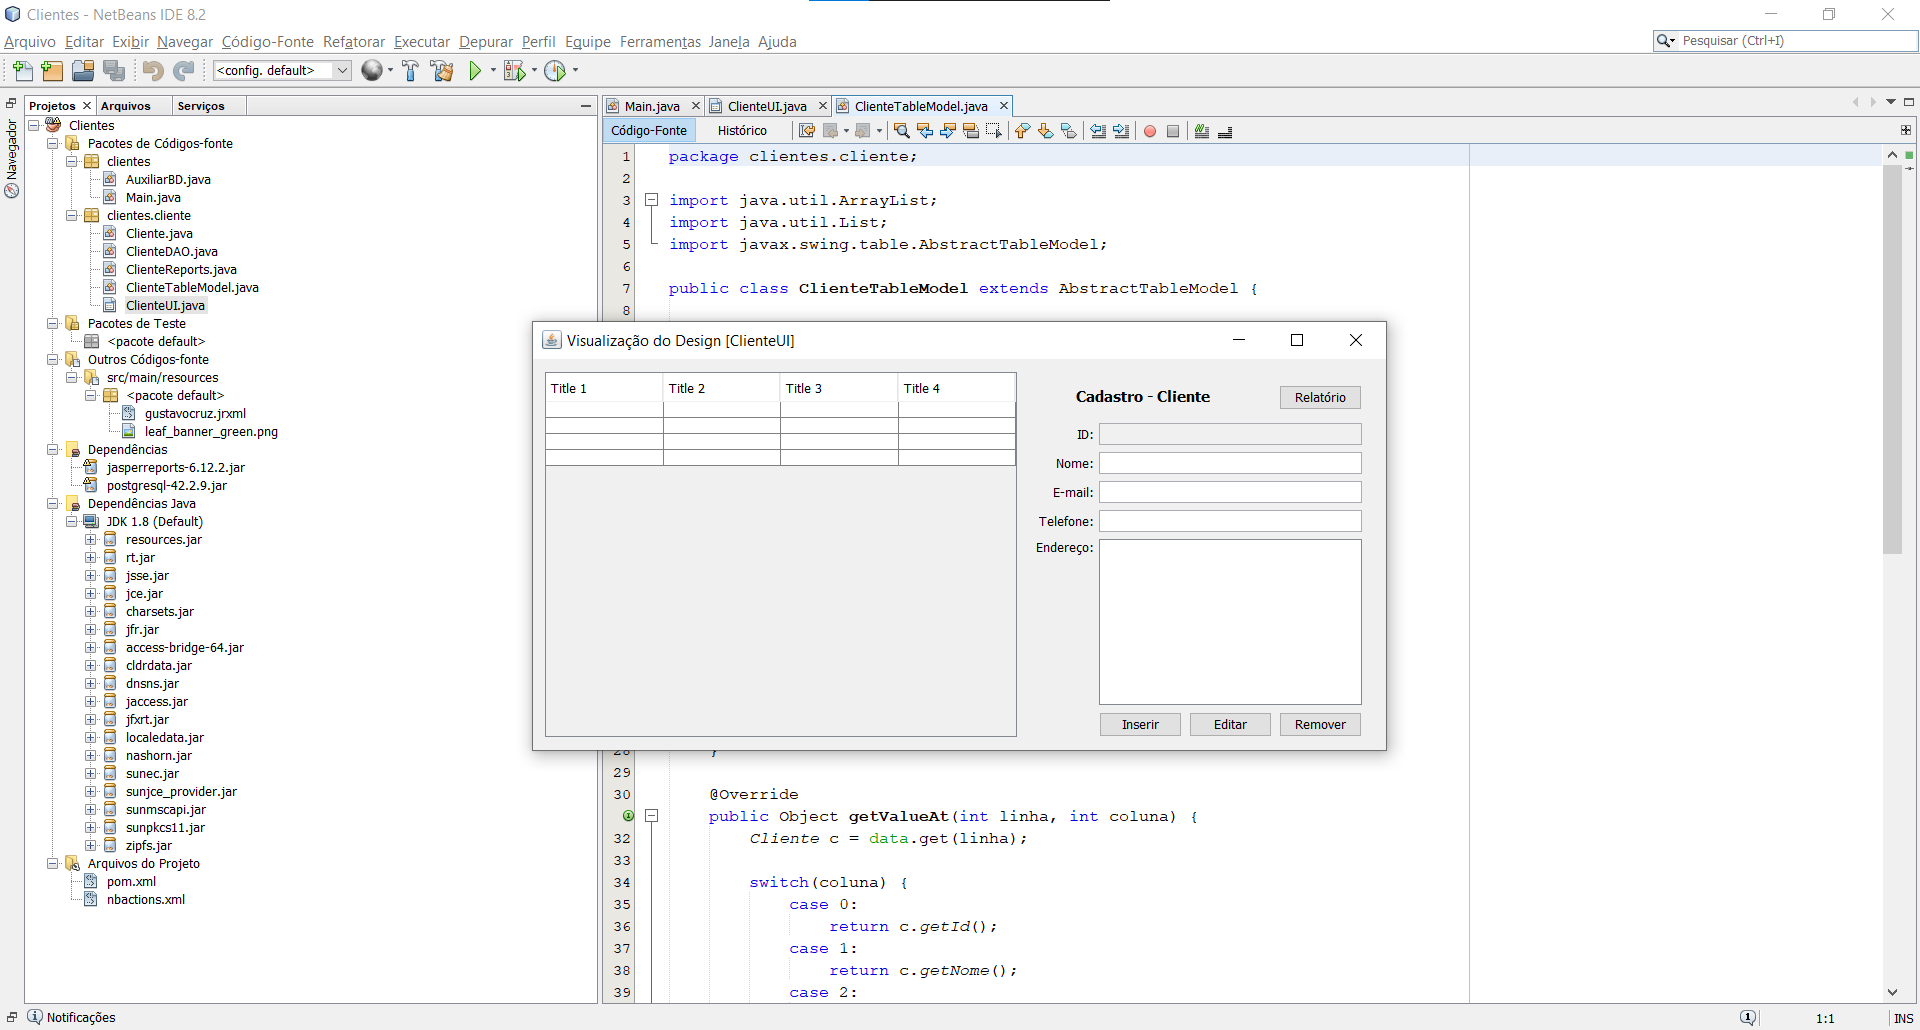 Clientes - NetBeans IDE 8.2
Arquivo Editar Exibir Navegar Código-Fonte Refatorar Executar Depurar Perfil Equipe Ferramentas Janela Ajuda
Pesquisar (Ctrl+I)
<config. default>
Navegador
Projetos Arquivos Serviços
Clientes
Pacotes de Códigos-fonte
clientes
AuxiliarBD.java
Main.java
clientes.cliente
Cliente.java
ClienteDAO.java
ClienteReports.java
ClienteTableModel.java
ClienteUI.java
Pacotes de Teste
<pacote default>
Outros Códigos-fonte
src/main/resources
<pacote default>
gustavocruz.jrxml
leaf_banner_green.png
Dependências
jasperreports-6.12.2.jar
postgresql-42.2.9.jar
Dependências Java
JDK 1.8 (Default)
resources.jar
rt.jar
jsse.jar
jce.jar
charsets.jar
jfr.jar
access-bridge-64.jar
cldrdata.jar
dnsns.jar
jaccess.jar
jfxrt.jar
localedata.jar
nashorn.jar
sunec.jar
sunjce_provider.jar
sunmscapi.jar
sunpkcs11.jar
zipfs.jar
Arquivos do Projeto
pom.xml
nbactions.xml
Main.java ClienteUI.java ClienteTableModel.java
Código-Fonte Histórico
1 package clientes.cliente;
2
3 import java.util.ArrayList;
4 import java.util.List;
5 import javax.swing.table.AbstractTableModel;
6
7 public class ClienteTableModel extends AbstractTableModel {
8
Visualização do Design [ClienteUI]
Title 1 Title 2 Title 3 Title 4
Cadastro - Cliente Relatório
ID:
Nome:
E-mail:
Telefone:
Endereço:
Inserir Editar Remover
28 }
29
30 @Override
public Object getValueAt(int linha, int coluna) {
32 Cliente c = data.get(linha);
33
34 switch(coluna) {
35 case 0:
36 return c.getId();
37 case 1:
38 return c.getNome();
39 case 2:
Notificações
1:1 INS